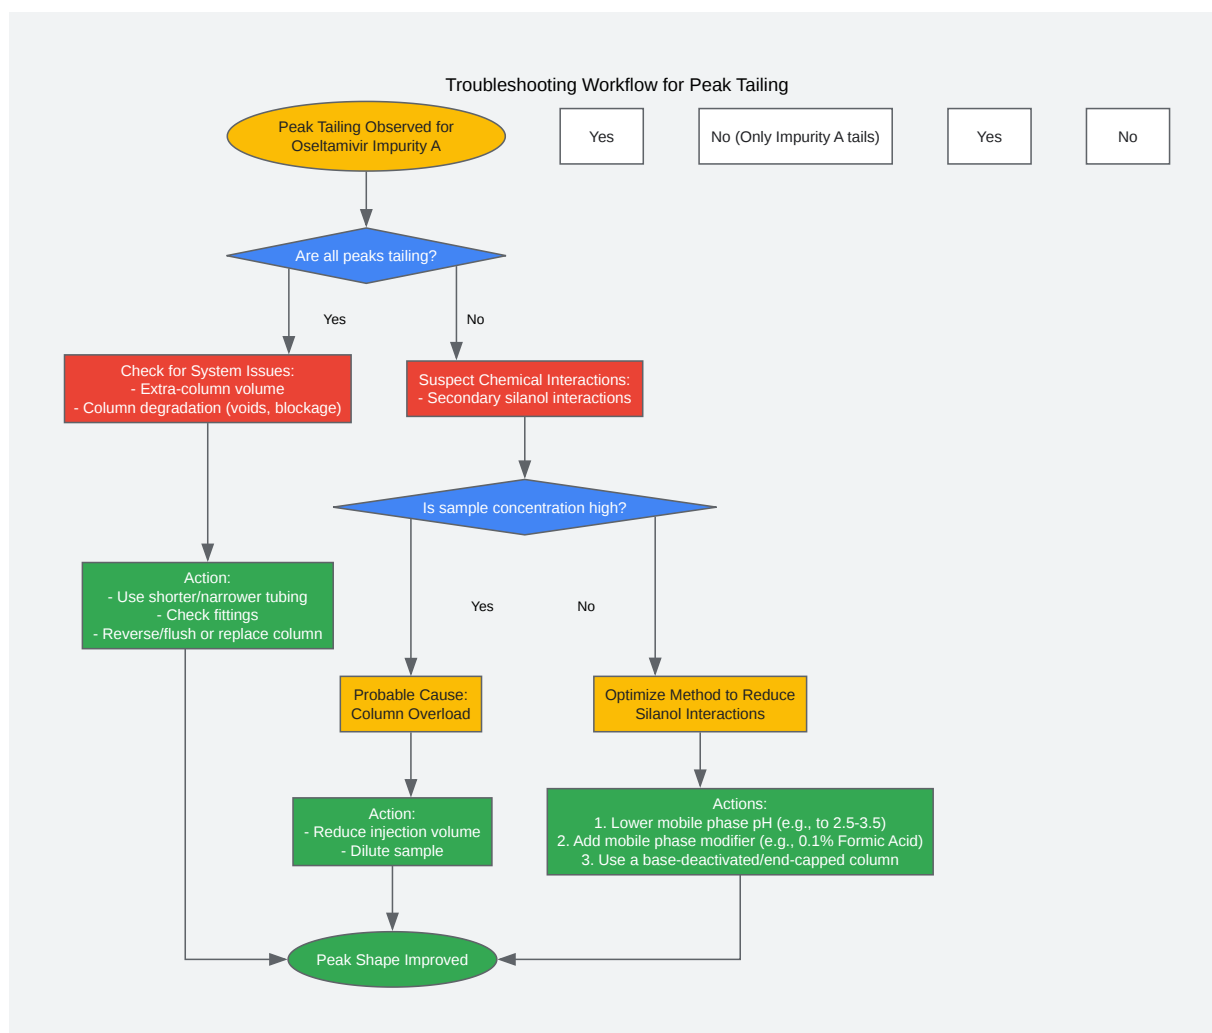 Troubleshooting Workflow for Peak Tailing
Peak Tailing Observed for
Oseltamivir Impurity A
Yes
No (Only Impurity A tails)
Yes
No
Are all peaks tailing?
Yes
No
Check for System Issues:
- Extra-column volume
- Column degradation (voids, blockage)
Suspect Chemical Interactions:
- Secondary silanol interactions
Is sample concentration high?
Action:
- Use shorter/narrower tubing
- Check fittings
- Reverse/flush or replace column
Yes
No
Probable Cause:
Column Overload
Optimize Method to Reduce
Silanol Interactions
Action:
- Reduce injection volume
- Dilute sample
Actions:
1. Lower mobile phase pH (e.g., to 2.5-3.5)
2. Add mobile phase modifier (e.g., 0.1% Formic Acid)
3. Use a base-deactivated/end-capped column
Peak Shape Improved